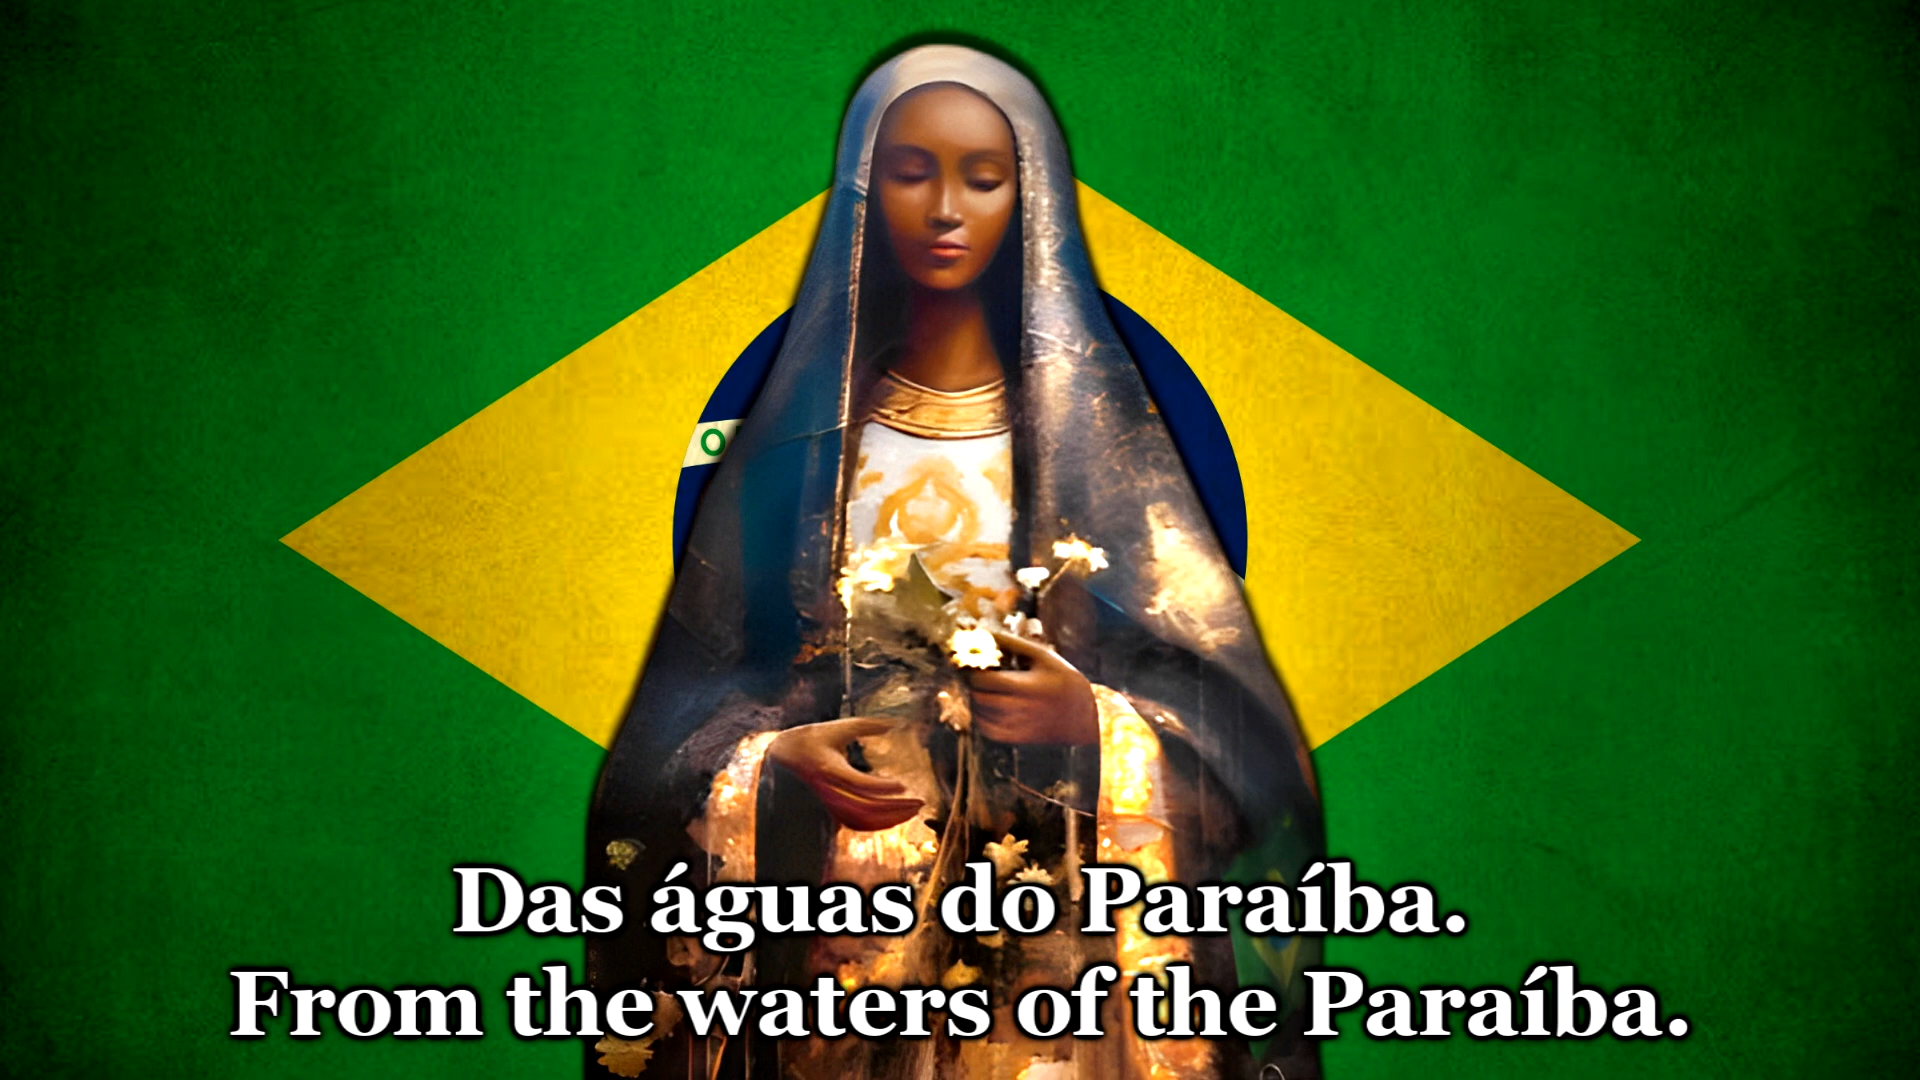 O
Das águas do Paraíba.
From the waters of the Paraíba.